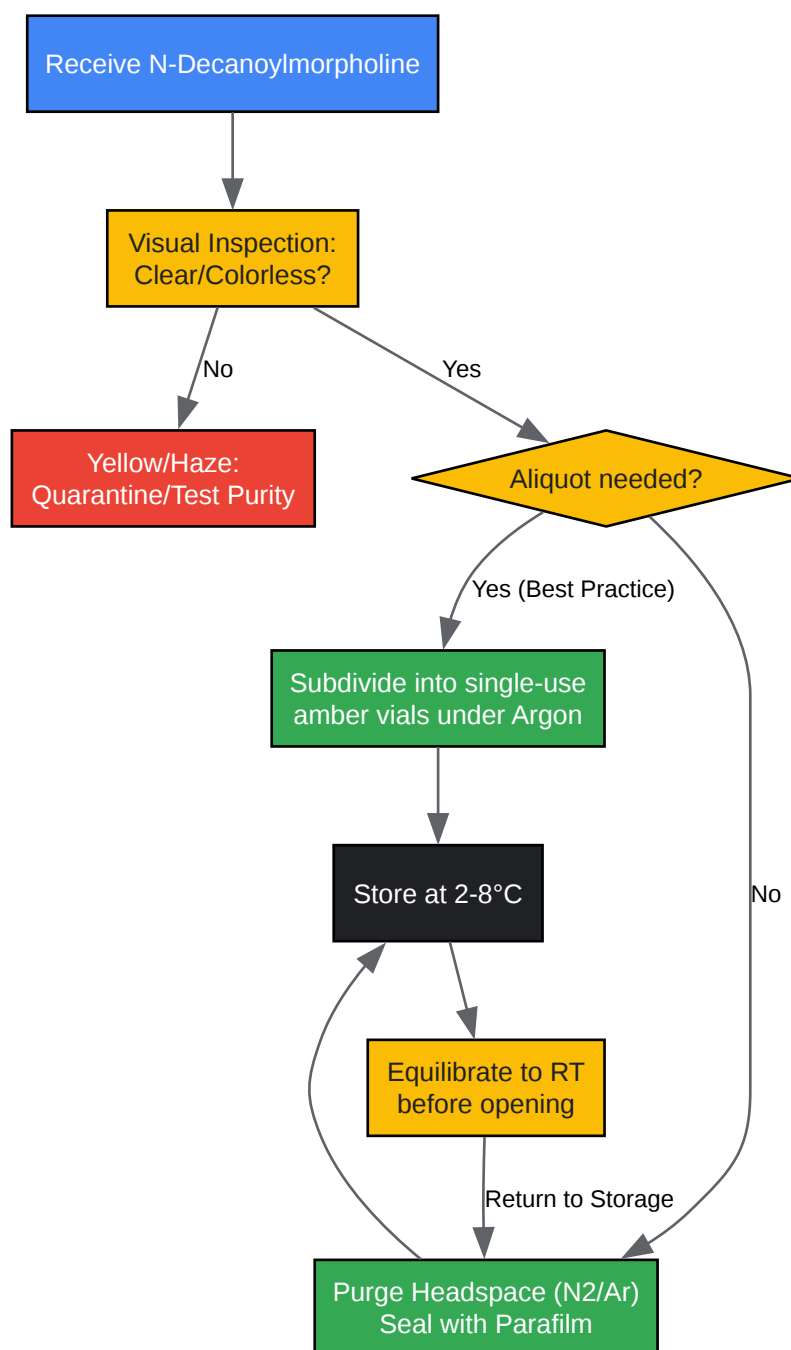 Receive N-Decanoylmorpholine
Visual Inspection:
Clear/Colorless?
No
Yes
Yellow/Haze:
Quarantine/Test Purity
Aliquot needed?
Yes (Best Practice)
Subdivide into single-use
amber vials under Argon
Store at 2-8°C
No
Equilibrate to RT
before opening
Return to Storage
Purge Headspace (N2/Ar)
Seal with Parafilm